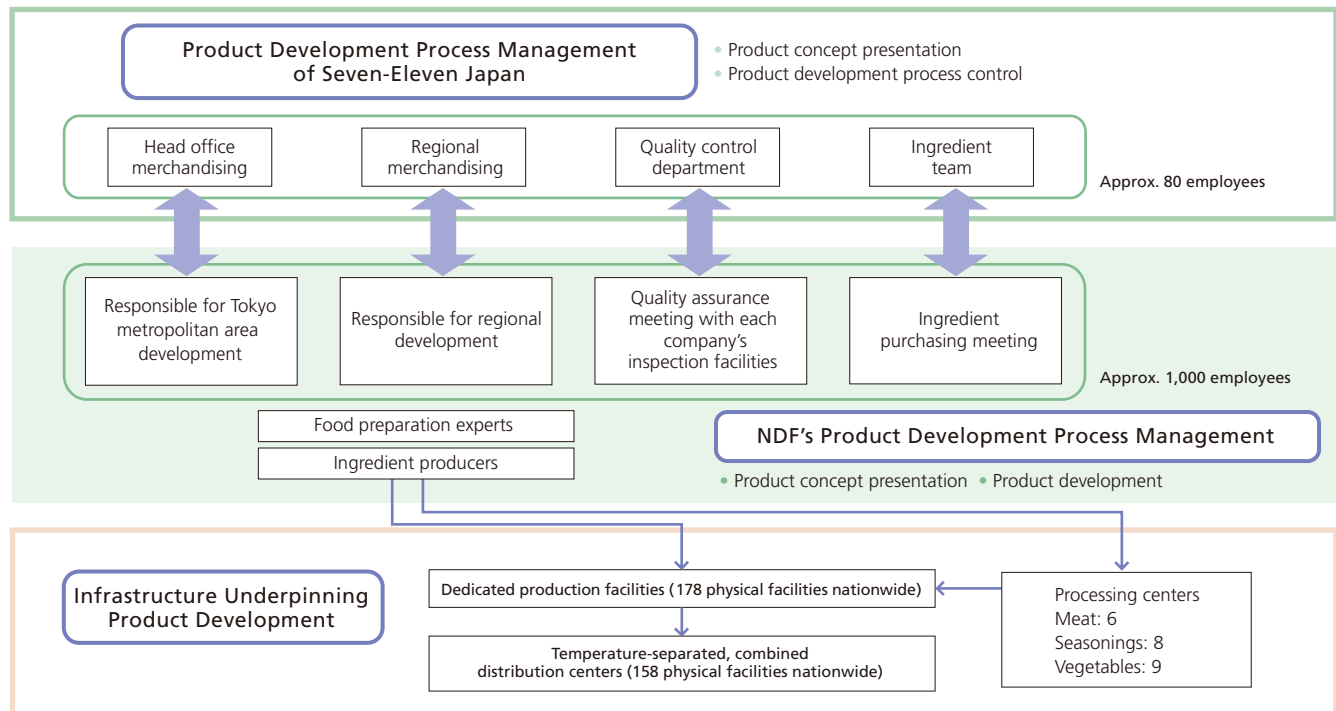 Product Development Process Management
of Seven-Eleven Japan
• Product concept presentation
• Product development process control
Head office
merchandising
Regional
merchandising
Quality control
department
Ingredient
team
Approx. 80 employees
Responsible for Tokyo
metropolitan area
development
Responsible for regional
development
Quality assurance
meeting with each
company's
inspection facilities
Ingredient
purchasing meeting
Approx. 1,000 employees
Food preparation experts
Ingredient producers
NDF's Product Development Process Management
• Product concept presentation • Product development
Infrastructure Underpinning
Product Development
Dedicated production facilities (178 physical facilities nationwide)
Temperature-separated, combined
distribution centers (158 physical facilities nationwide)
Processing centers
Meat: 6
Seasonings: 8
Vegetables: 9